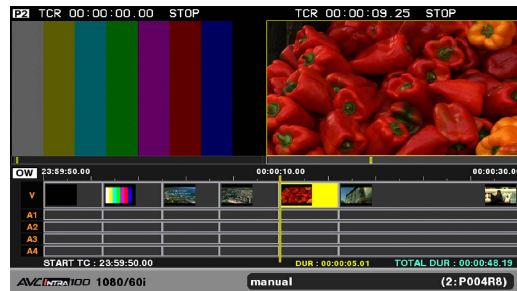 P2 TCR 00:00:00.00 STOP TCR 00:00:09.25 STOP
OW 23:59:50.00 00:00:10.00 00:00:30.00
V
A1
A2
A3
A4
START TC : 23:59:50.00 DUR : 00:00:05.01 TOTAL DUR : 00:00:48.19
AVC INTRA 100 1080/60i manual (2:P004R8)